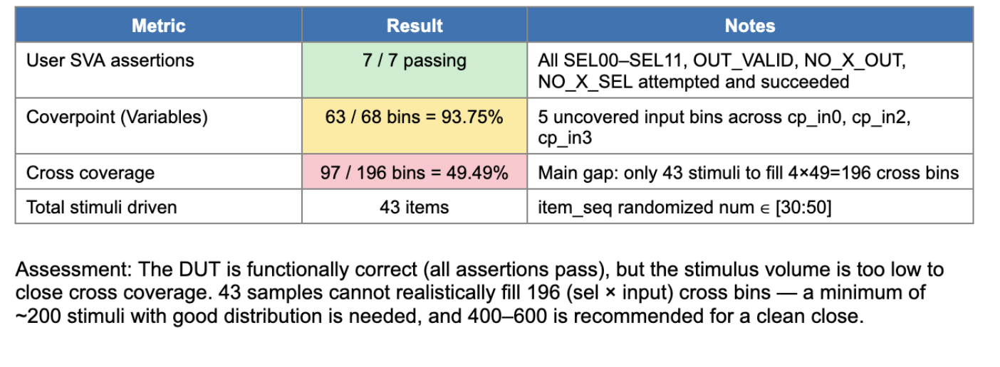 Metric Result Notes
User SVA assertions 7 / 7 passing All SEL00–SEL11, OUT_VALID, NO_X_OUT,
NO_X_SEL attempted and succeeded
Coverpoint (Variables) 63 / 68 bins = 93.75% 5 uncovered input bins across cp_in0, cp_in2,
cp_in3
Cross coverage 97 / 196 bins = 49.49% Main gap: only 43 stimuli to fill 4×49=196 cross bins
Total stimuli driven 43 items item_seq randomized num ∈ [30:50]
Assessment: The DUT is functionally correct (all assertions pass), but the stimulus volume is too low to
close cross coverage. 43 samples cannot realistically fill 196 (sel × input) cross bins — a minimum of
~200 stimuli with good distribution is needed, and 400–600 is recommended for a clean close.